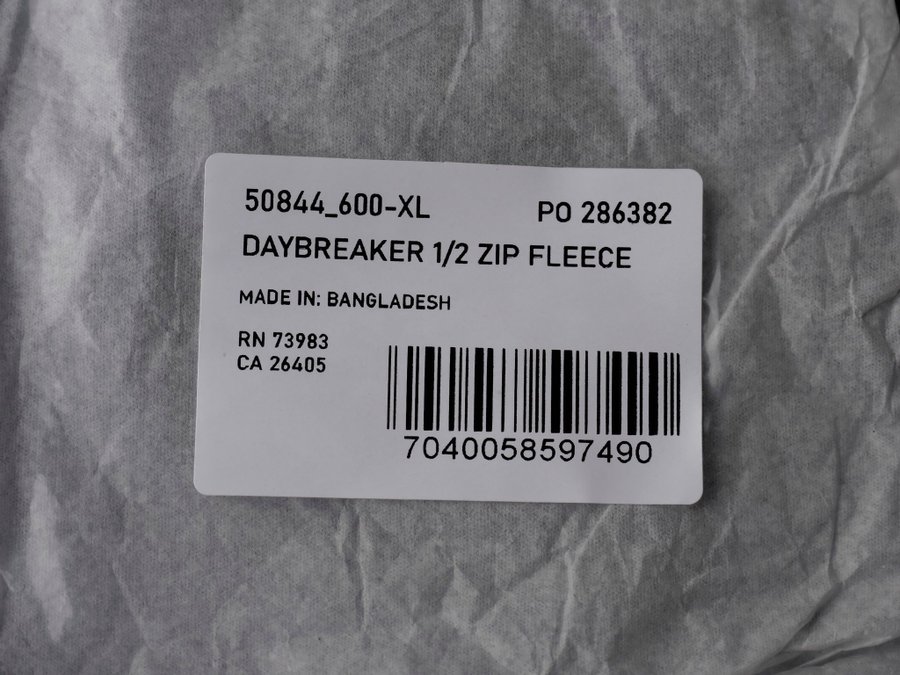 50844_600-XL PO 286382
DAYBREAKER 1/2 ZIP FLEECE
MADE IN: BANGLADESH
RN 73983
CA 26405
7040058597490